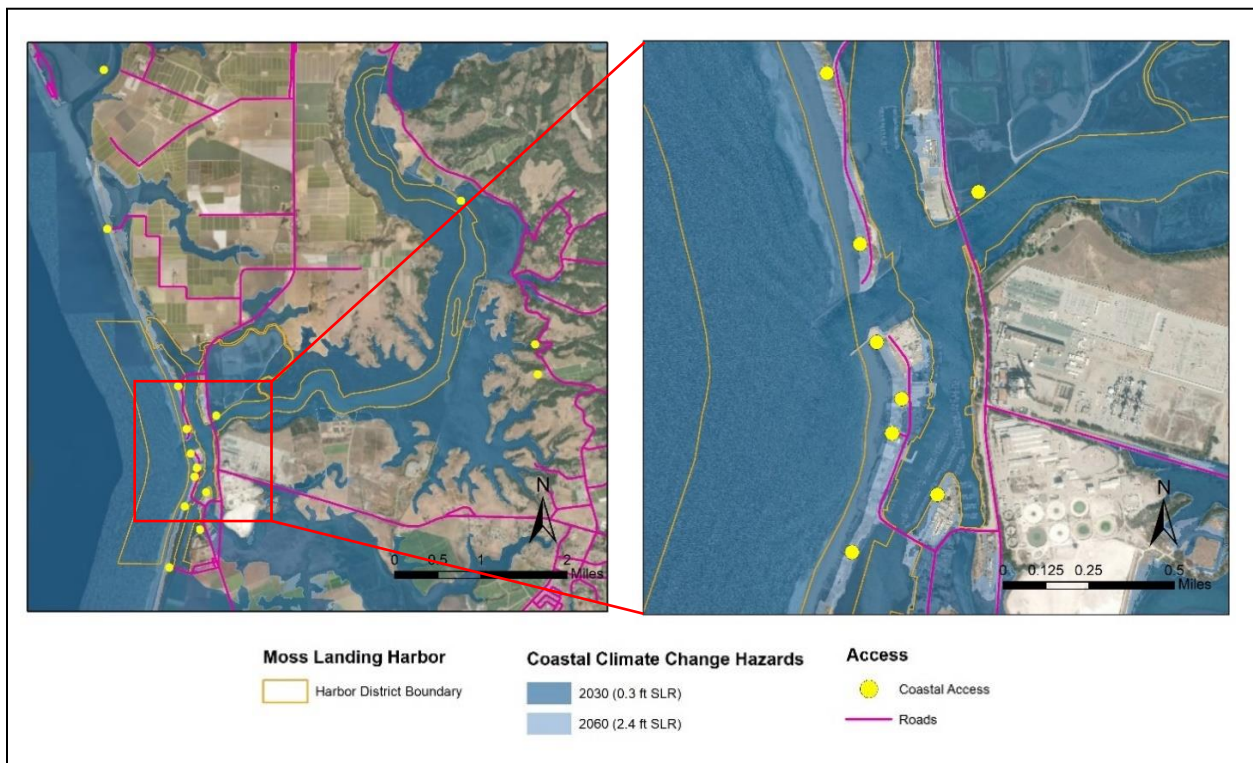 N
0 0.5 1 2
Miles
N
0 0.125 0.25 0.5
Miles
Moss Landing Harbor
Harbor District Boundary
Coastal Climate Change Hazards
2030 (0.3 ft SLR)
2060 (2.4 ft SLR)
Access
Coastal Access
Roads